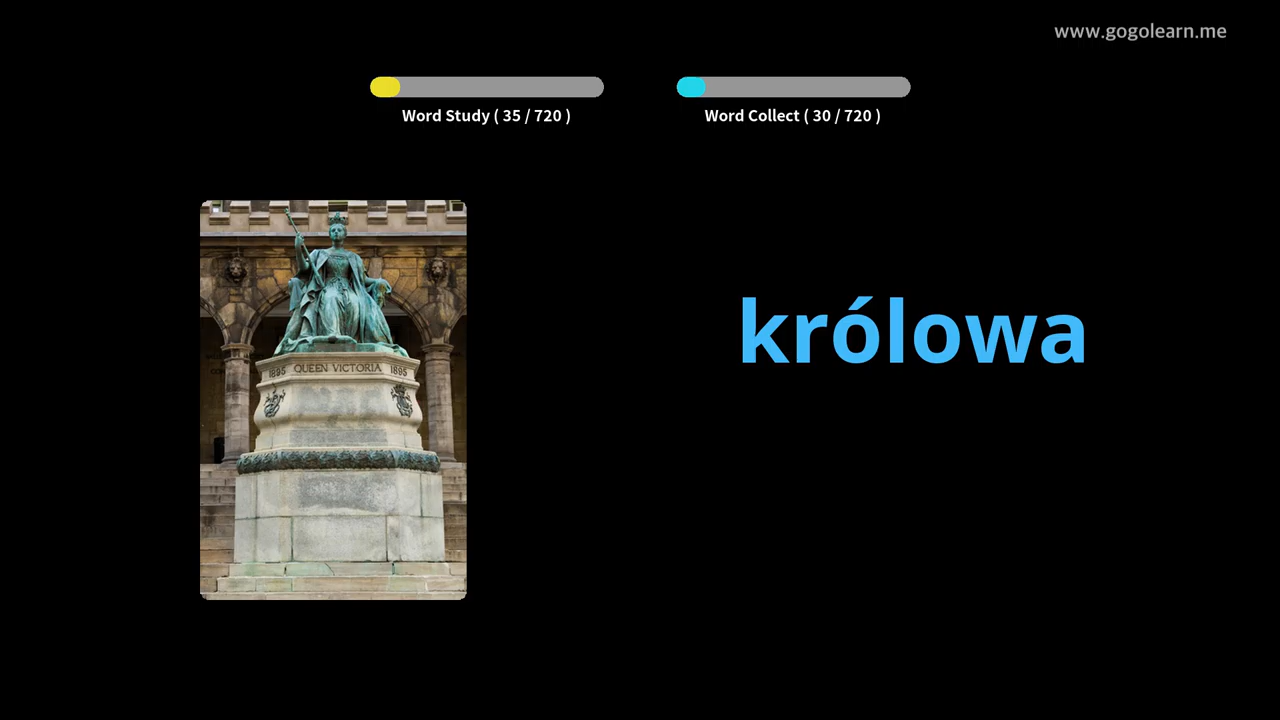 www.gogolearn.me
Word Study ( 35 / 720 )
Word Collect ( 30 / 720 )
królowa
1895 QUEEN VICTORIA 1895